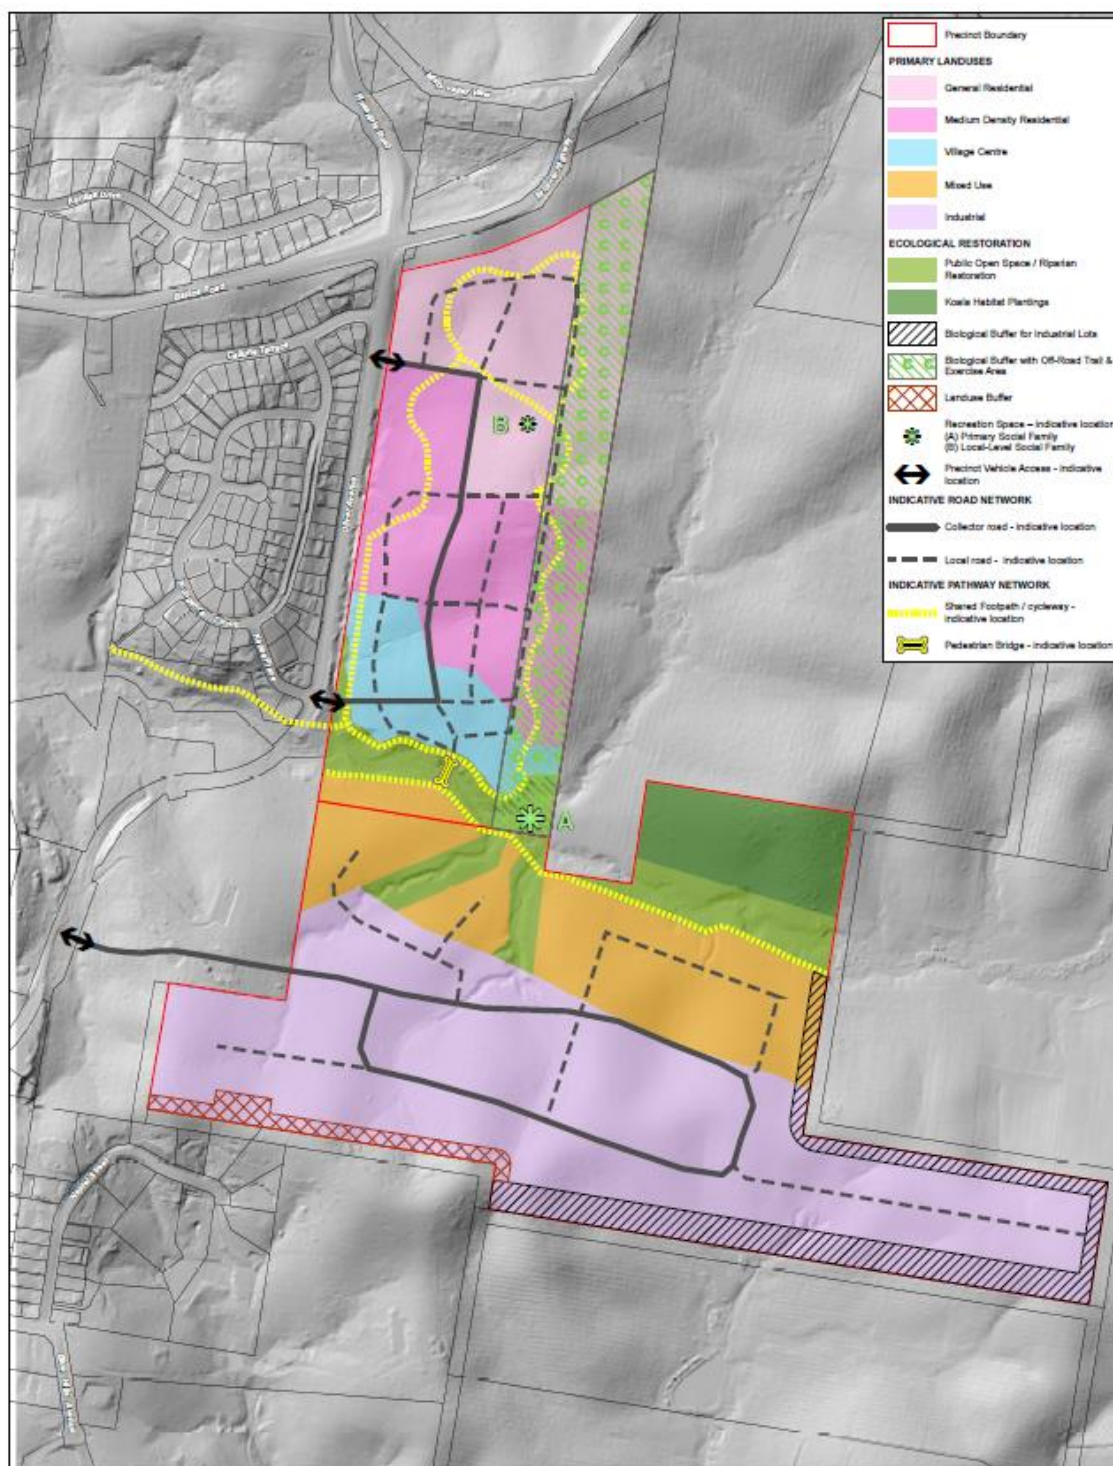 Precinct Boundary
PRIMARY LANDUSES
General Residential
Medium Density Residential
Village Centre
Mixed Use
Industrial
ECOLOGICAL RESTORATION
Public Open Space / Riparian
Restoration
Koala Habitat Plantings
Biological Buffer for Industrial Lots
Biological Buffer with Off-Road Trail &
Exercise Area
Landuse Buffer
Recreation Space – indicative location
(A) Primary Social Family
(B) Local-Level Social Family
Precinct Vehicle Access - indicative
location
INDICATIVE ROAD NETWORK
Collector road - indicative location
Local road - indicative location
INDICATIVE PATHWAY NETWORK
Shared Footpath / cycleway -
indicative location
Pedestrian Bridge - indicative location
Road
Drive
Road
Terrace
B
Place
A